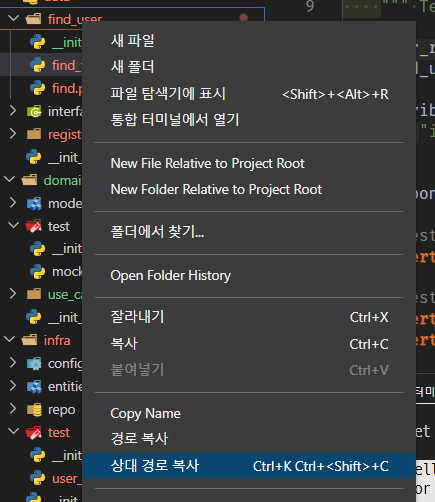 find_user
9
""" Te
새 파일
__init
새 폴더
find_
파일 탐색기에 표시 <Shift>+<Alt>+R
find.p
통합 터미널에서 열기
interfa
regist
New File Relative to Project Root
__init_
New Folder Relative to Project Root
domai
mode
폴더에서 찾기...
test
__init
Open Folder History
mock
use_ca
잘라내기 Ctrl+X
__init_
복사 Ctrl+C
infra
붙여넣기 Ctrl+V
config
entitie
Copy Name
repo
경로 복사
test
상대 경로 복사 Ctrl+K Ctrl+<Shift>+C
__init
user_